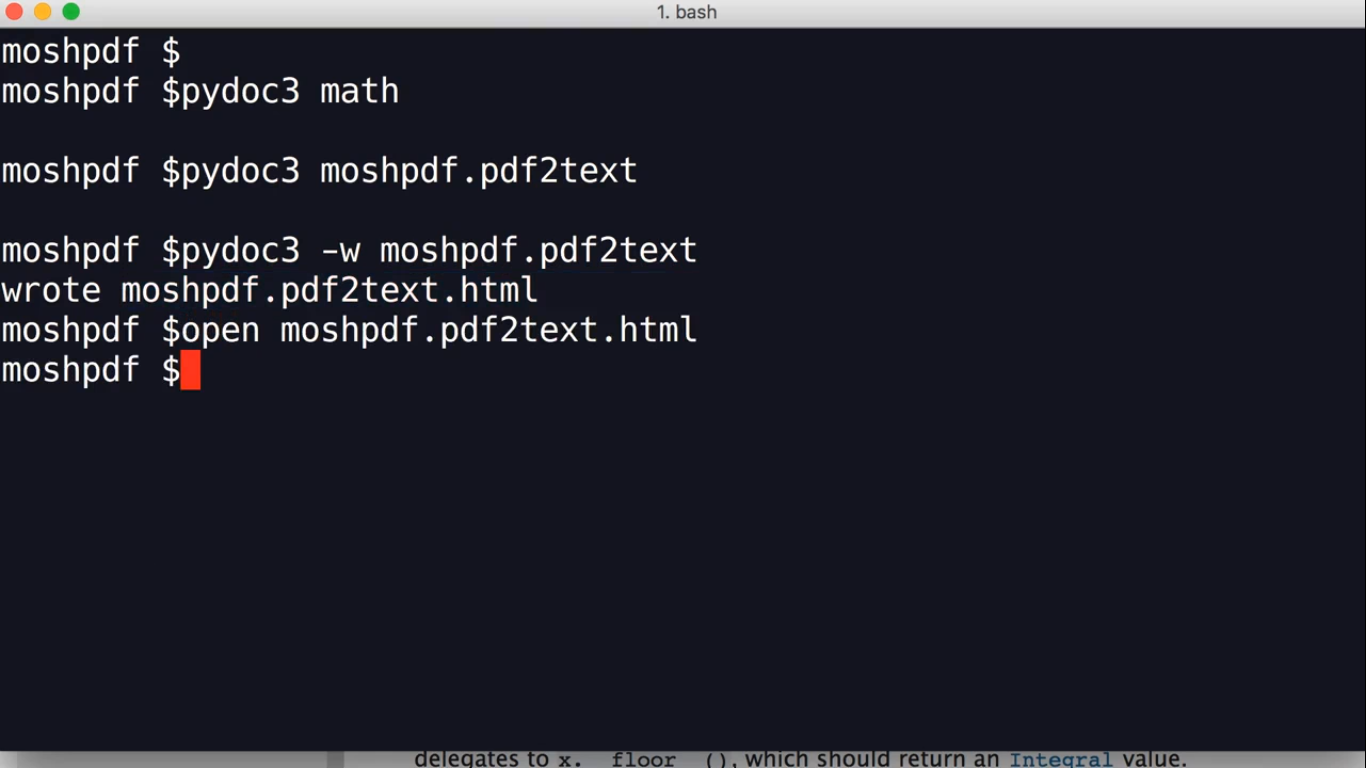 1. bash
moshpdf $
moshpdf $pydoc3 math
moshpdf $pydoc3 moshpdf.pdf2text
moshpdf $pydoc3 -w moshpdf.pdf2text
wrote moshpdf.pdf2text.html
moshpdf $open moshpdf.pdf2text.html
moshpdf $
delegates to x.__floor__(), which should return an Integral value.